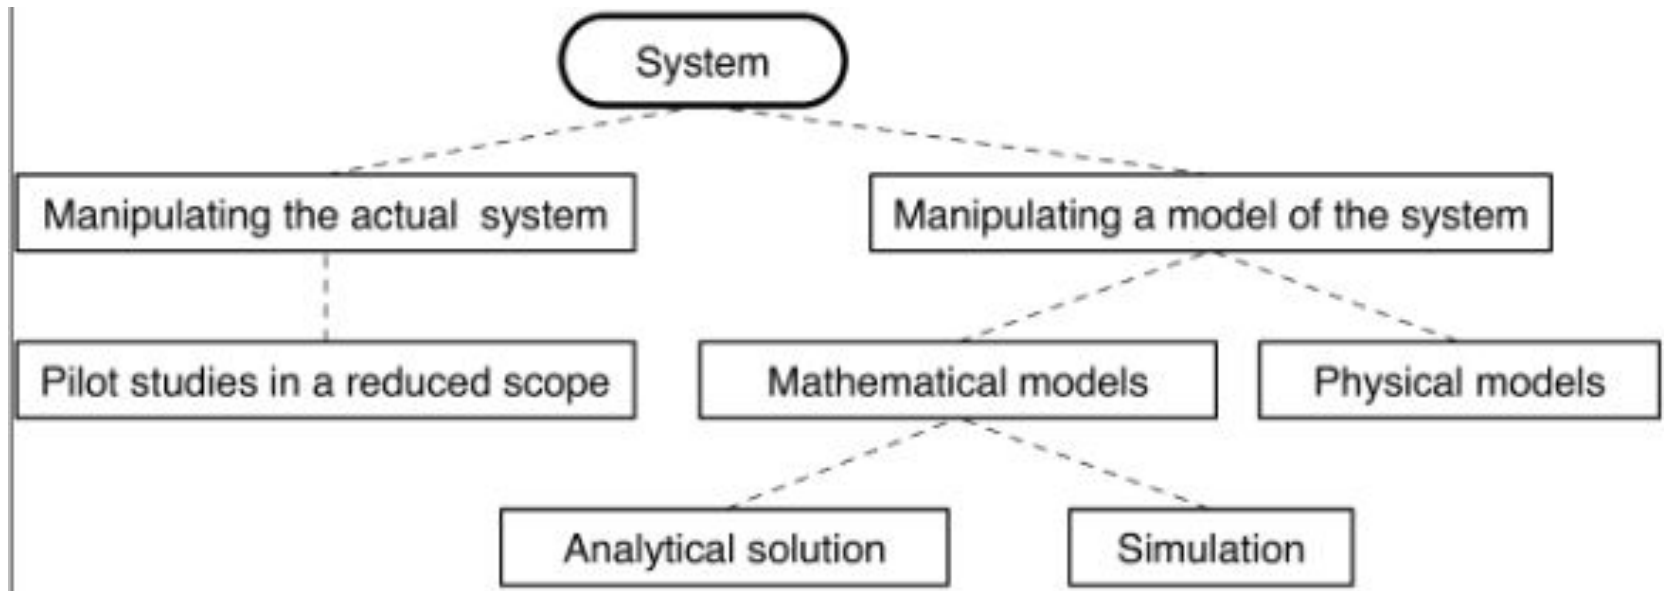 System
Manipulating the actual system
Manipulating a model of the system
Pilot studies in a reduced scope
Mathematical models
Physical models
Analytical solution
Simulation